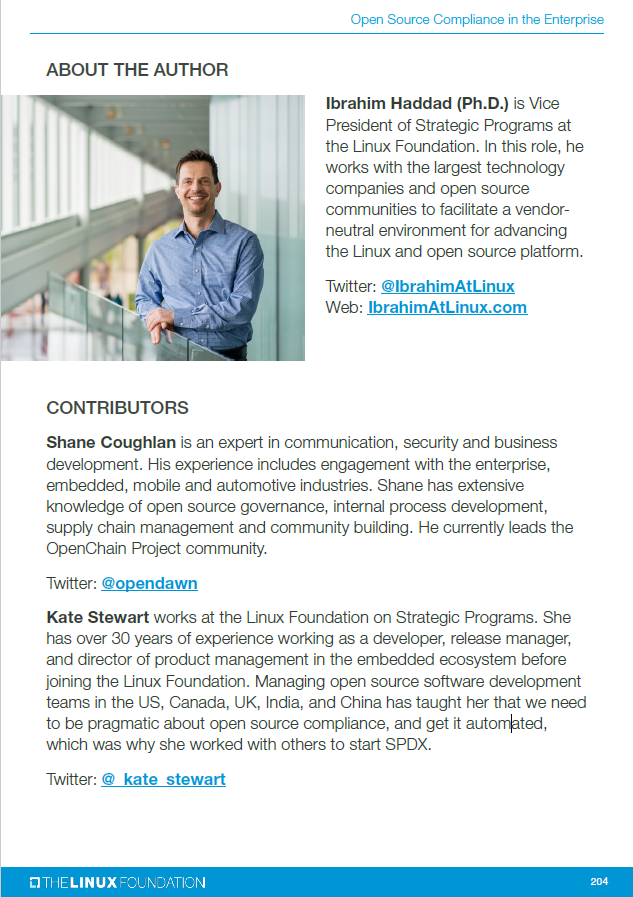 Open Source Compliance in the Enterprise
ABOUT THE AUTHOR
Ibrahim Haddad (Ph.D.) is Vice
President of Strategic Programs at
the Linux Foundation. In this role, he
works with the largest technology
companies and open source
communities to facilitate a vendor-
neutral environment for advancing
the Linux and open source platform.
Twitter: @IbrahimAtLinux
Web: IbrahimAtLinux.com
CONTRIBUTORS
Shane Coughlan is an expert in communication, security and business
development. His experience includes engagement with the enterprise,
embedded, mobile and automotive industries. Shane has extensive
knowledge of open source governance, internal process development,
supply chain management and community building. He currently leads the
OpenChain Project community.
Twitter: @opendawn
Kate Stewart works at the Linux Foundation on Strategic Programs. She
has over 30 years of experience working as a developer, release manager,
and director of product management in the embedded ecosystem before
joining the Linux Foundation. Managing open source software development
teams in the US, Canada, UK, India, and China has taught her that we need
to be pragmatic about open source compliance, and get it automated,
which was why she worked with others to start SPDX.
Twitter: @_kate_stewart
THE LINUX FOUNDATION
204